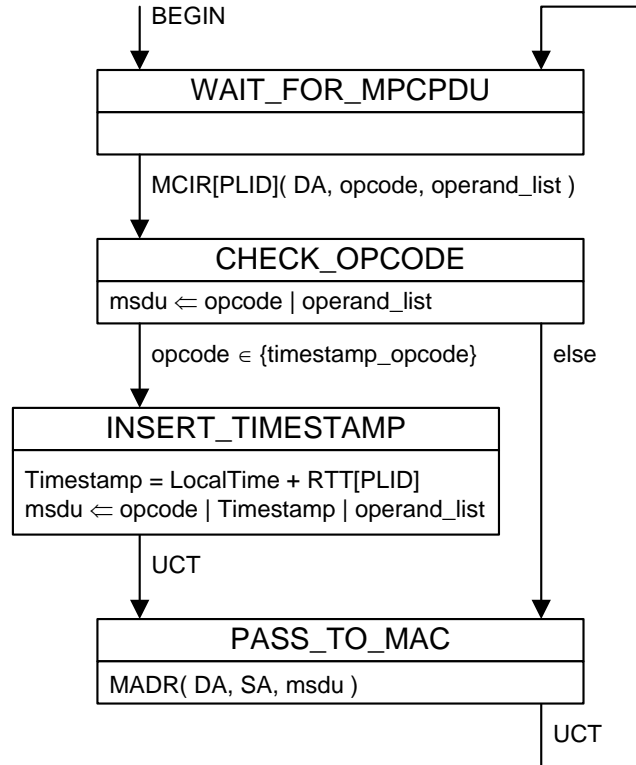 BEGIN
WAIT_FOR_MPCPDU
MCIR[PLID]( DA, opcode, operand_list )
CHECK_OPCODE
msdu ⇐ opcode | operand_list
opcode ∈ {timestamp_opcode}
else
INSERT_TIMESTAMP
Timestamp = LocalTime + RTT[PLID]
msdu ⇐ opcode | Timestamp | operand_list
UCT
PASS_TO_MAC
MADR( DA, SA, msdu )
UCT